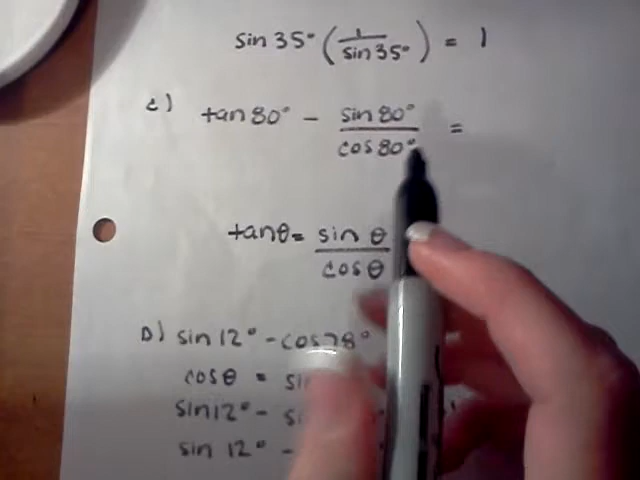 sin 35° ( 1/sin 35° ) = 1
c) tan 80° - sin 80°/cos 80° =
tanθ = sin θ/cos θ
D) sin 12° - cos 78°
cos θ =
sin 12° -
sin 12° -